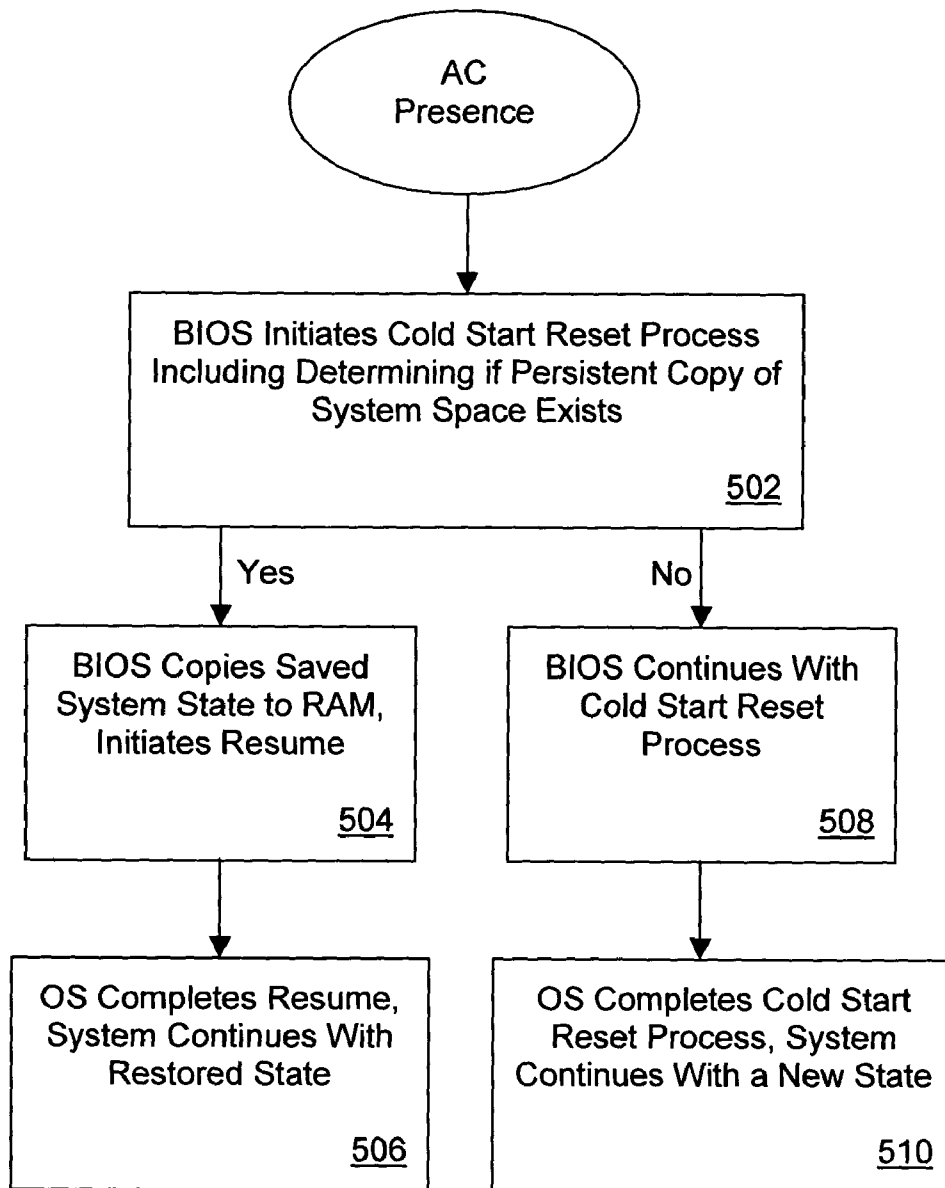 AC
Presence
BIOS Initiates Cold Start Reset Process
Including Determining if Persistent Copy of
System Space Exists
502
Yes
No
BIOS Copies Saved
System State to RAM,
Initiates Resume
504
BIOS Continues With
Cold Start Reset
Process
508
OS Completes Resume,
System Continues With
Restored State
506
OS Completes Cold Start
Reset Process, System
Continues With a New State
510